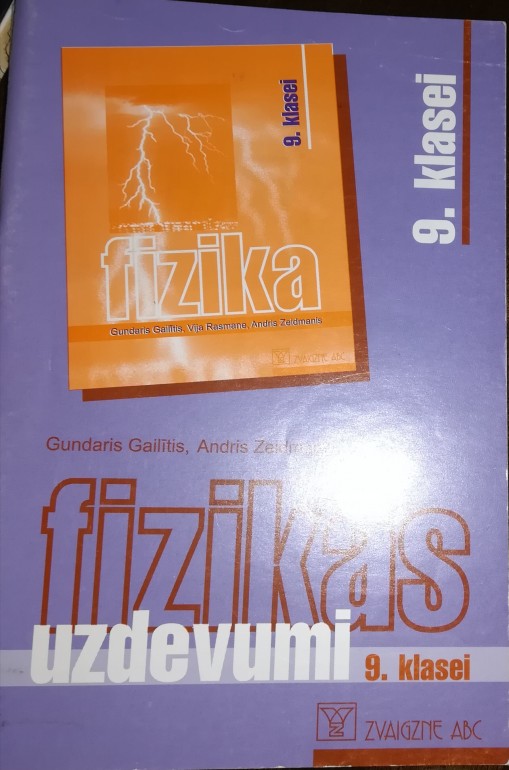 9. klasei
9. klasei
fizika
Gundaris Gailītis, Vija Rasmane, Andris Zeidmanis
ZVAIGZNE ABC
Gundaris Gailītis, Andris
fizikas
uzdevumi
9. klasei
ZVAIGZNE ABC